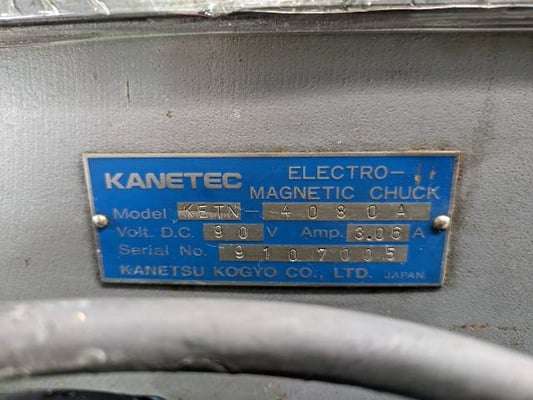 KANETEC
ELECTRO-
MAGNETIC CHUCK
Model KETN-4080A
Volt. D.C. 90 V Amp. 3.06 A
Serial No. 9107005
KANETSU KOGYO CO., LTD. JAPAN